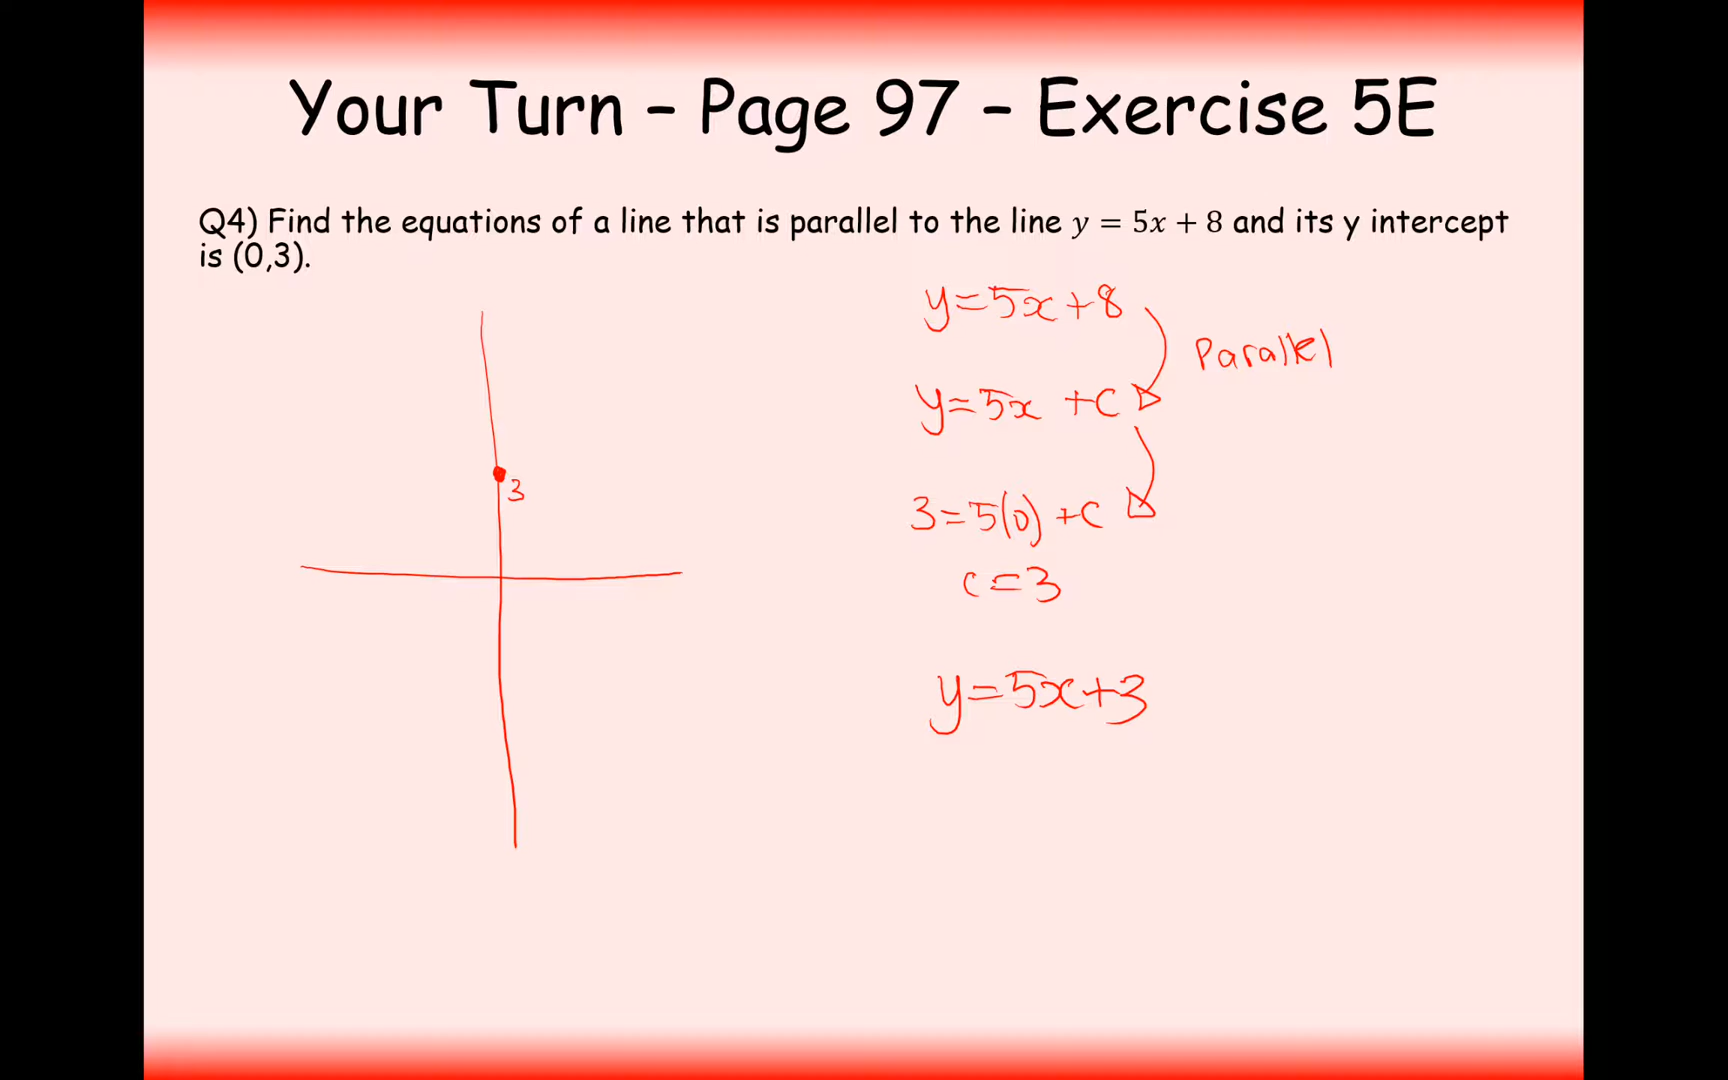 Your Turn – Page 97 – Exercise 5E
Q4) Find the equations of a line that is parallel to the line y = 5x + 8 and its y intercept
is (0,3).
y=5x+8
Parallel
y=5x +c
3
3=5(0) +c
c=3
y=5x+3